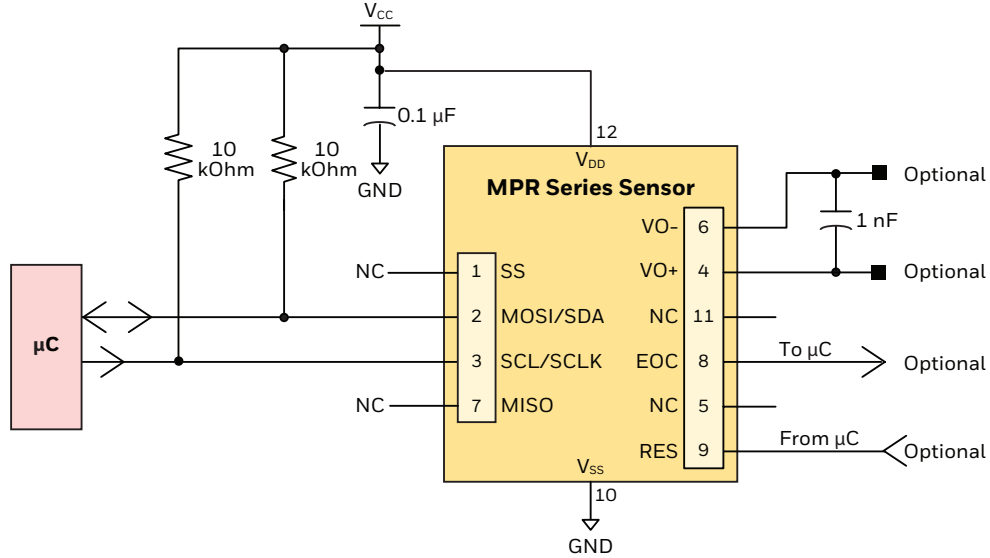 VCC
10
kOhm
10
kOhm
0.1 µF
GND
12
VDD
MPR Series Sensor
Optional
VO– 6
1 nF
NC 1 SS
VO+ 4
Optional
µC
2 MOSI/SDA
NC 11
3 SCL/SCLK
EOC 8
To µC
Optional
NC 7 MISO
NC 5
RES 9
From µC
Optional
VSS
10
GND